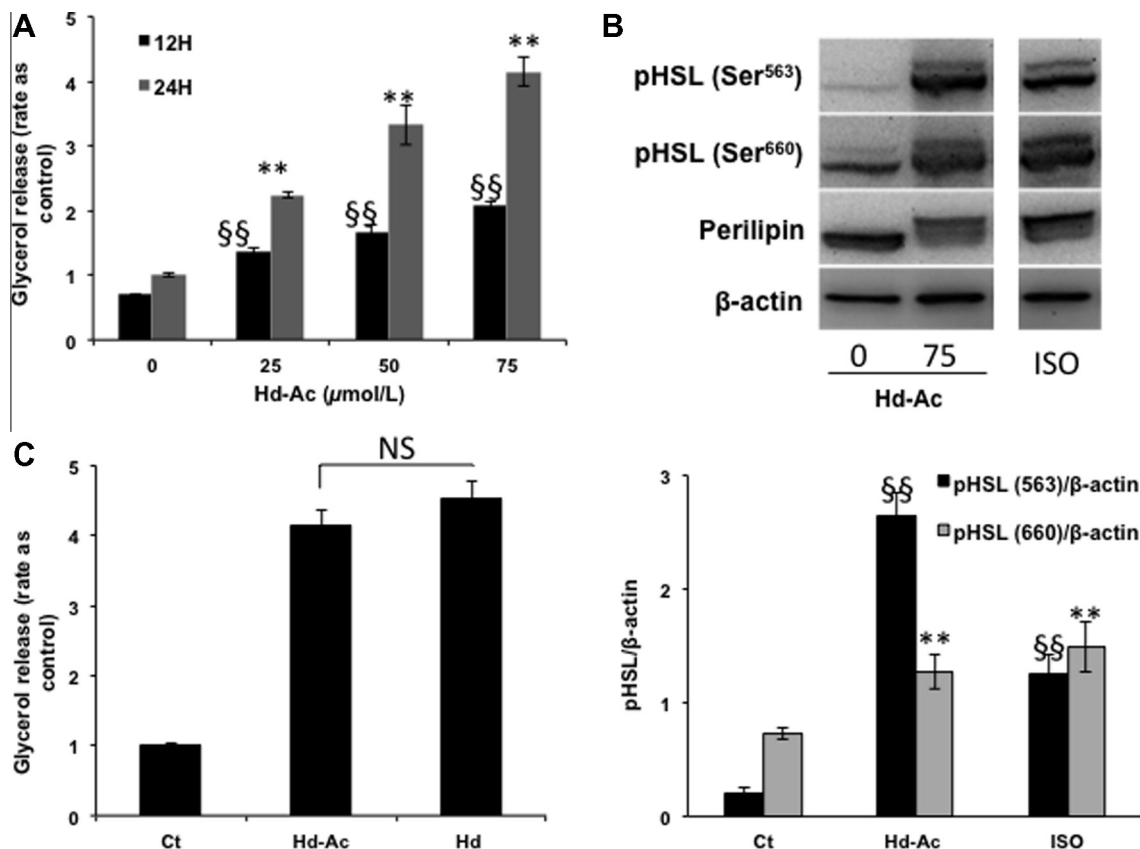 A
5
4
3
2
1
0
Glycerol release (rate as
control)
12H
24H
§§
**
§§
**
§§
**
0 25 50 75
Hd-Ac (µmol/L)
B
pHSL (Ser563)
pHSL (Ser660)
Perilipin
β-actin
0 75 ISO
Hd-Ac
C
5
4
3
2
1
0
Glycerol release (rate as
control)
NS
Ct Hd-Ac Hd
3
2
1
0
pHSL/β-actin
pHSL (563)/β-actin
pHSL (660)/β-actin
§§
**
§§
**
Ct Hd-Ac ISO